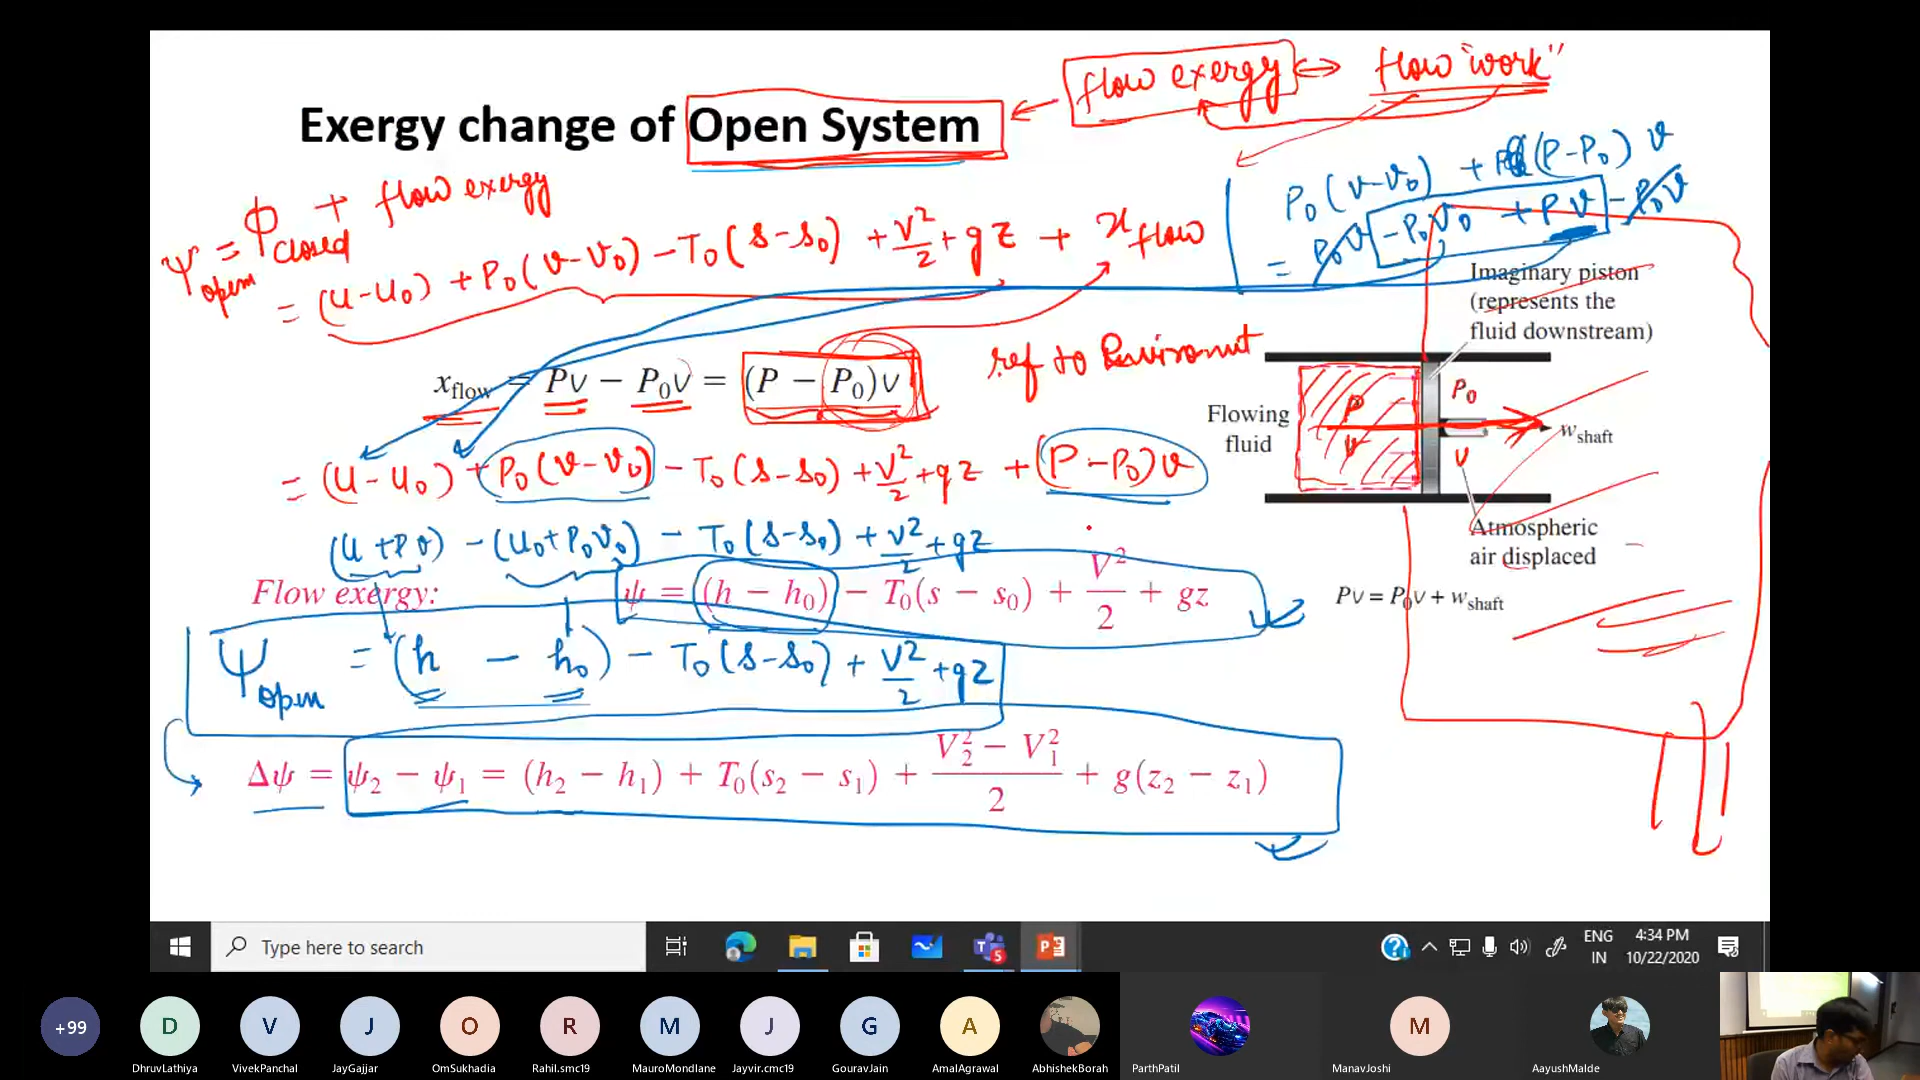 flow exergy ⇔ flow "work"
Exergy change of Open System
P₀(v-v₀) + (P-P₀)v
= P₀v - P₀v₀ + Pv - P₀v
Ψopen = Φclosed + flow exergy
= (u-u₀) + P₀(v-v₀) - T₀(s-s₀) + V²/2 + gz + xflow
Imaginary piston
(represents the
fluid downstream)
xflow = Pv − P₀v = (P − P₀)v
ref to
P₀
P
v
v
Flowing
fluid
wshaft
= (u-u₀) + P₀(v-v₀) - T₀(s-s₀) + V²/2 + gz + (P-P₀)v
Atmospheric
air displaced
(u+Pv) - (u₀+P₀v₀) - T₀(s-s₀) + V²/2 + gz
Flow exergy: ψ = (h − h₀) − T₀(s − s₀) + V²/2 + gz
Pv = P₀v + wshaft
Ψopen = (h - h₀) - T₀(s-s₀) + V²/2 + gz
Δψ = ψ₂ − ψ₁ = (h₂ − h₁) + T₀(s₂ − s₁) + (V₂² − V₁²)/2 + g(z₂ − z₁)
Type here to search
5
ENG
IN
4:34 PM
10/22/2020
+99
D
V
J
O
R
M
J
G
A
M
DhruvLathiya
VivekPanchal
JayGajjar
OmSukhadia
Rahil.smc19
MauroMondlane
Jayvir.cmc19
GouravJain
AmalAgrawal
AbhishekBorah
ParthPatil
ManavJoshi
AayushMalde